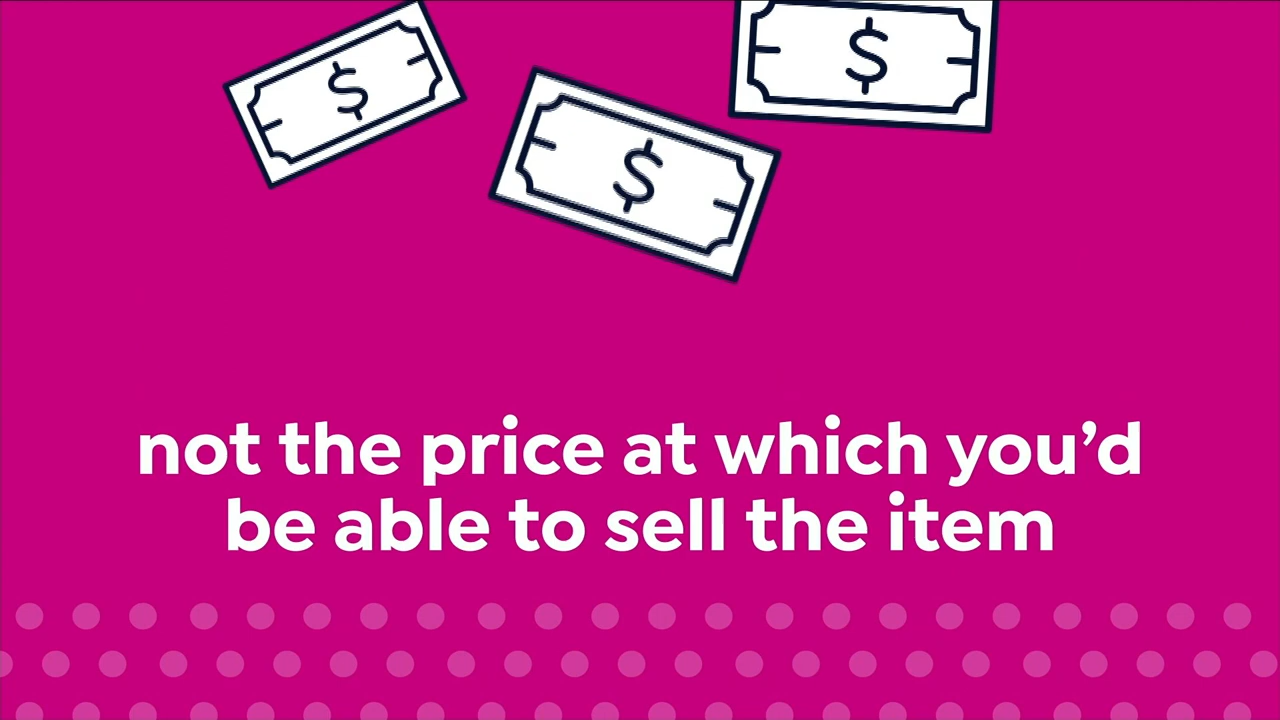 $
$
$
not the price at which you’d
be able to sell the item